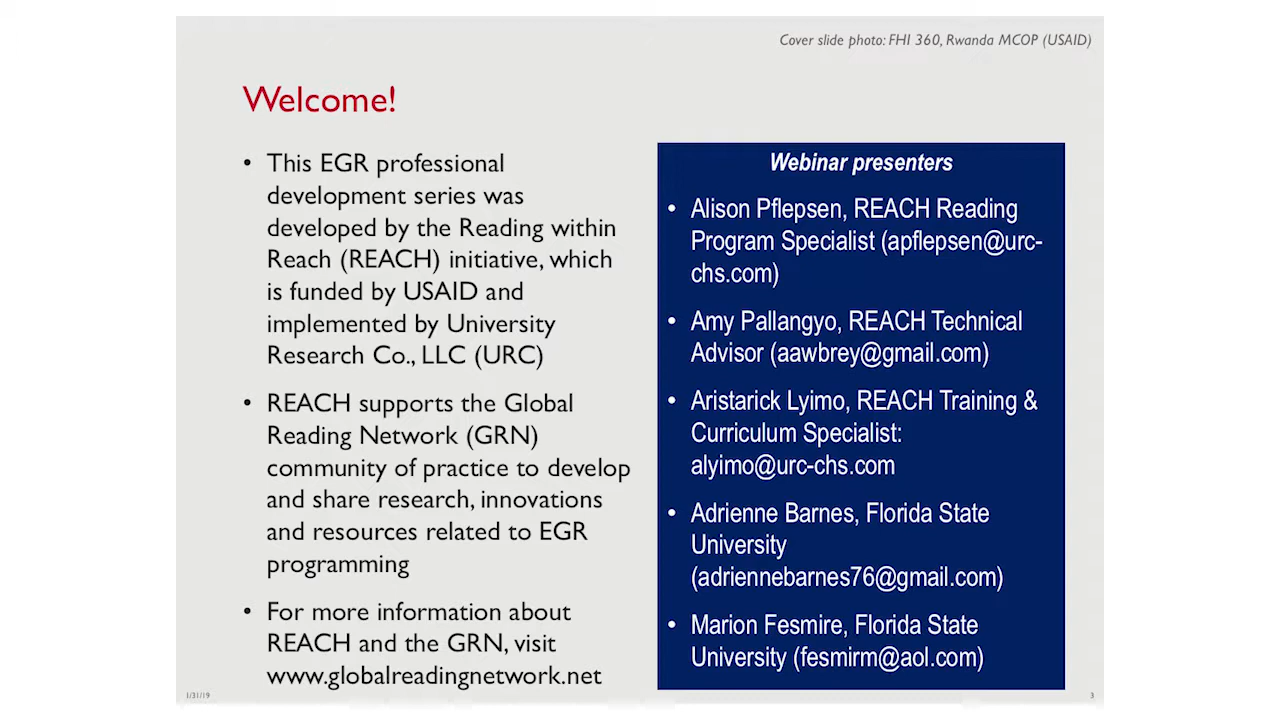 Cover slide photo: FHI 360, Rwanda MCOP (USAID)
Welcome!
• This EGR professional
development series was
developed by the Reading within
Reach (REACH) initiative, which
is funded by USAID and
implemented by University
Research Co., LLC (URC)
• REACH supports the Global
Reading Network (GRN)
community of practice to develop
and share research, innovations
and resources related to EGR
programming
• For more information about
REACH and the GRN, visit
www.globalreadingnetwork.net
Webinar presenters
• Alison Pflepsen, REACH Reading
Program Specialist (apflepsen@urc-
chs.com)
• Amy Pallangyo, REACH Technical
Advisor (aawbrey@gmail.com)
• Aristarick Lyimo, REACH Training &
Curriculum Specialist:
alyimo@urc-chs.com
• Adrienne Barnes, Florida State
University
(adriennebarnes76@gmail.com)
• Marion Fesmire, Florida State
University (fesmirm@aol.com)
1/31/19
3